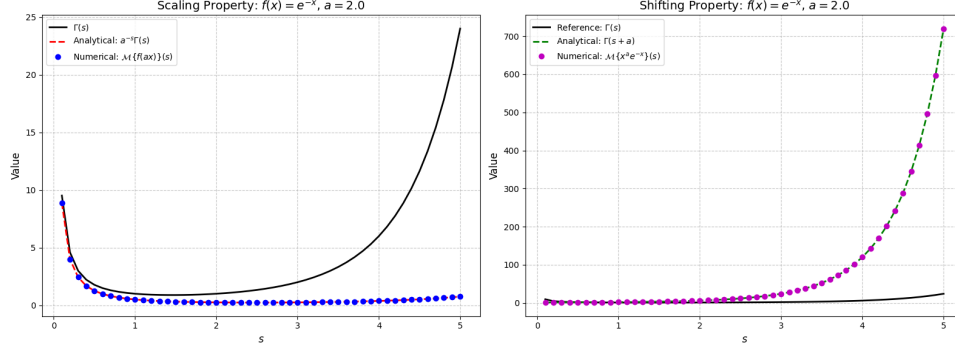 Scaling Property: f(x) = e^{-x}, a = 2.0
25
20
15
10
5
0
Value
Γ(s)
Analytical: a^{-s}Γ(s)
Numerical: ℳ{f(ax)}(s)
0
1
2
3
4
5
s
Shifting Property: f(x) = e^{-x}, a = 2.0
700
600
500
400
300
200
100
0
Value
Reference: Γ(s)
Analytical: Γ(s + a)
Numerical: ℳ{x^a e^{-x}}(s)
0
1
2
3
4
5
s